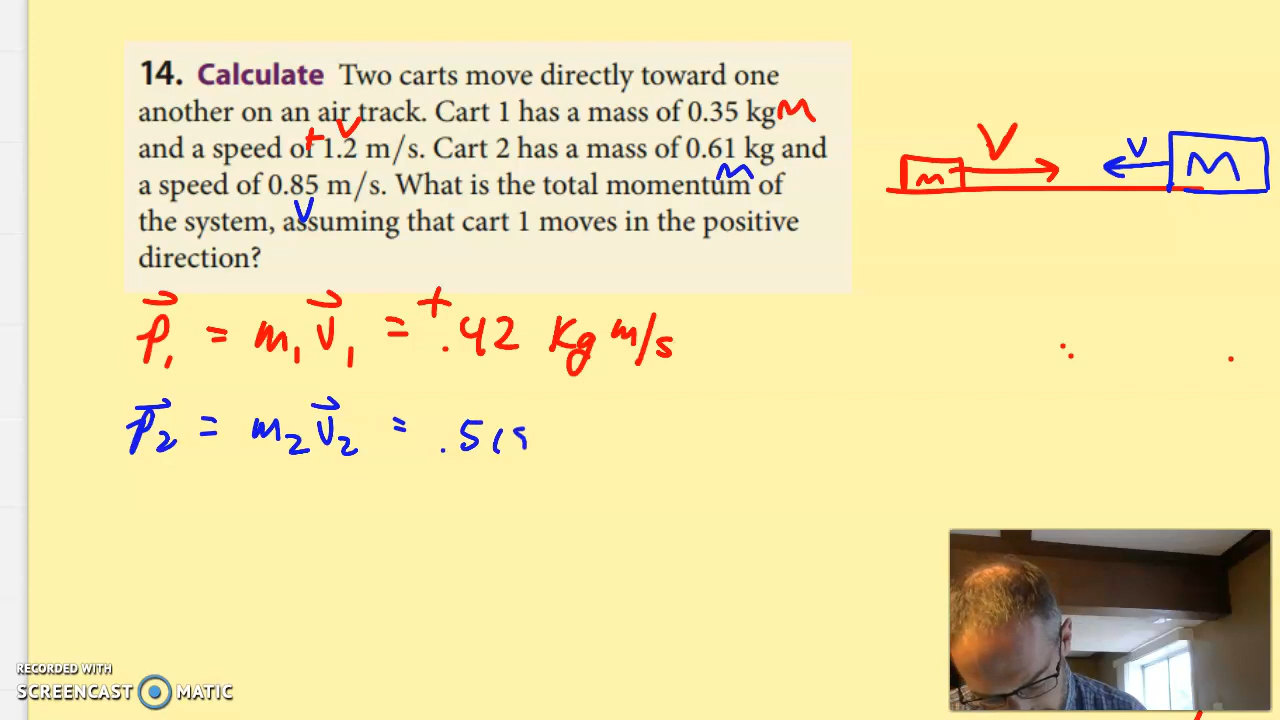 14. Calculate Two carts move directly toward one
another on an air track. Cart 1 has a mass of 0.35 kg m
+ v
and a speed of 1.2 m/s. Cart 2 has a mass of 0.61 kg and
m
a speed of 0.85 m/s. What is the total momentum of
v
the system, assuming that cart 1 moves in the positive
direction?
m V v M
p⃗₁ = m₁v⃗₁ = +.42 kg m/s
p⃗₂ = m₂v⃗₂ = .51
RECORDED WITH
SCREENCAST MATIC